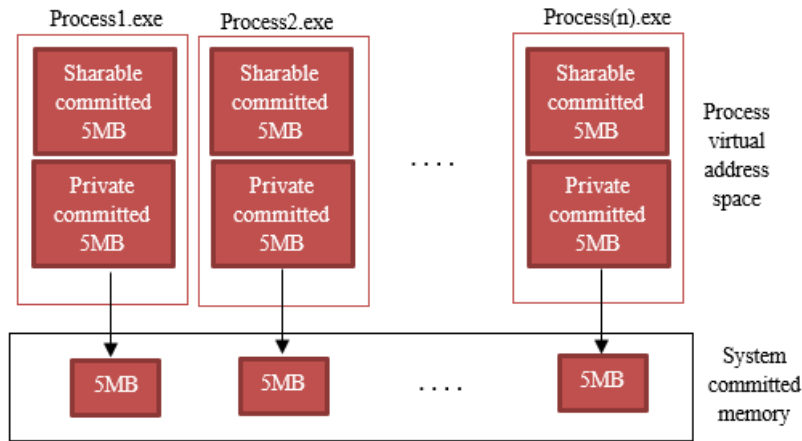 Process1.exe
Process2.exe
Process(n).exe
Sharable
committed
5MB
Private
committed
5MB
Sharable
committed
5MB
Private
committed
5MB
. . . .
Sharable
committed
5MB
Private
committed
5MB
Process
virtual
address
space
5MB
5MB
. . . .
5MB
System
committed
memory